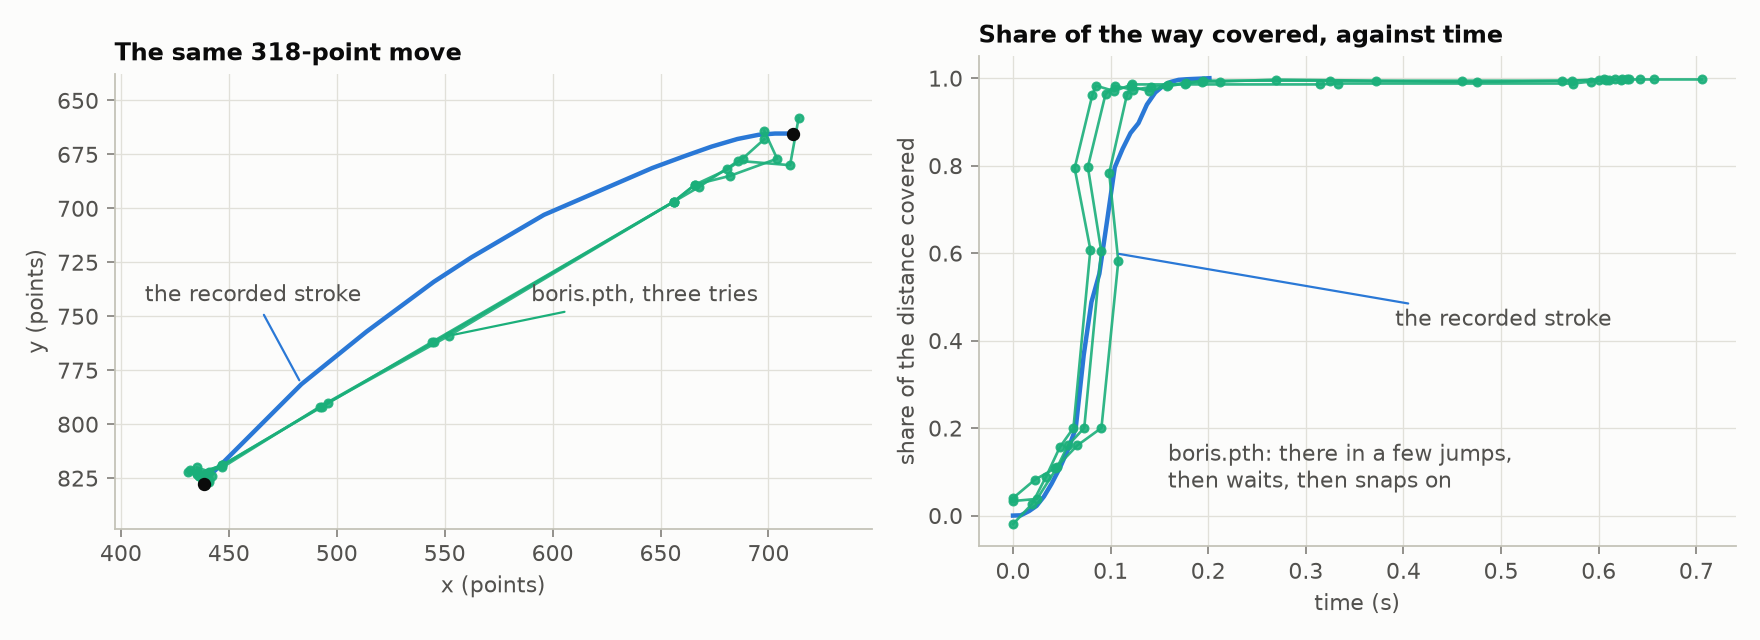 The same 318-point move
650
675
700
725
750
775
800
825
y (points)
the recorded stroke
boris.pth, three tries
400
450
500
550
600
650
700
x (points)
Share of the way covered, against time
1.0
0.8
0.6
0.4
0.2
0.0
share of the distance covered
the recorded stroke
boris.pth: there in a few jumps,
then waits, then snaps on
0.0
0.1
0.2
0.3
0.4
0.5
0.6
0.7
time (s)